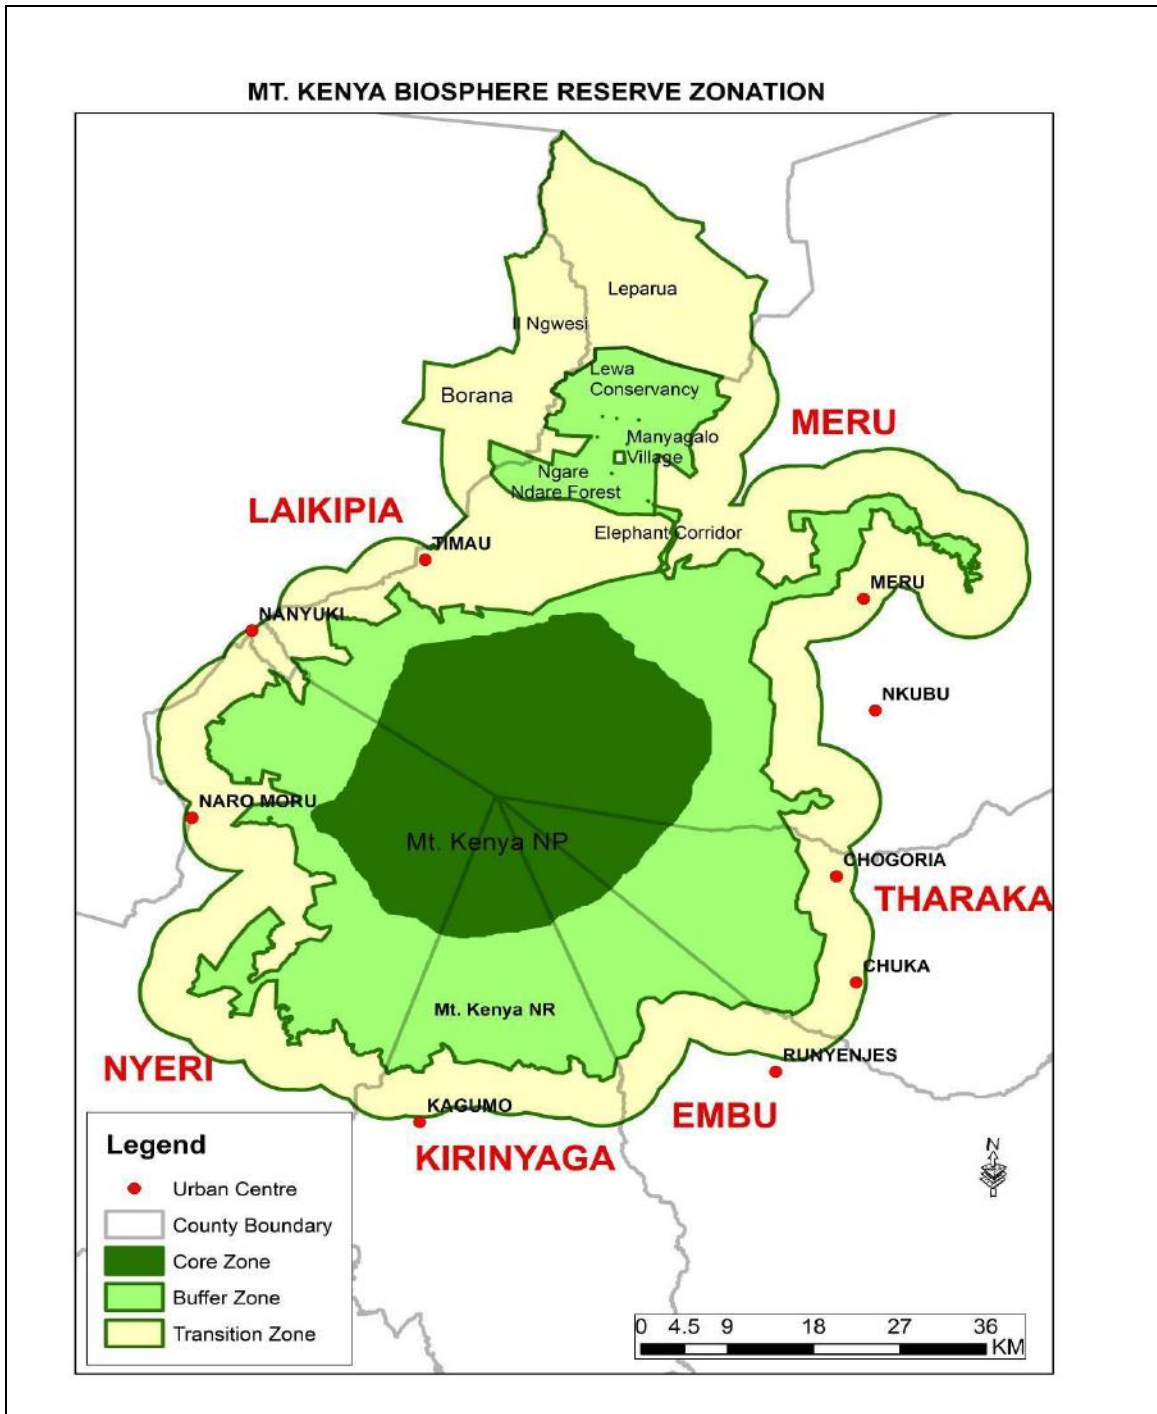 MT. KENYA BIOSPHERE RESERVE ZONATION
Leparua
Il Ngwesi
Lewa
Conservancy
Borana
MERU
Manyagalo
Village
Ngare
Ndare Forest
LAIKIPIA
Elephant Corridor
TIMAU
MERU
NANYUKI
NKUBU
NARO MORU
Mt. Kenya NP
CHOGORIA
THARAKA
CHUKA
Mt. Kenya NR
NYERI
RUNYENJES
KAGUMO
EMBU
KIRINYAGA
Legend
Urban Centre
County Boundary
Core Zone
Buffer Zone
Transition Zone
N
0 4.5 9 18 27 36
KM